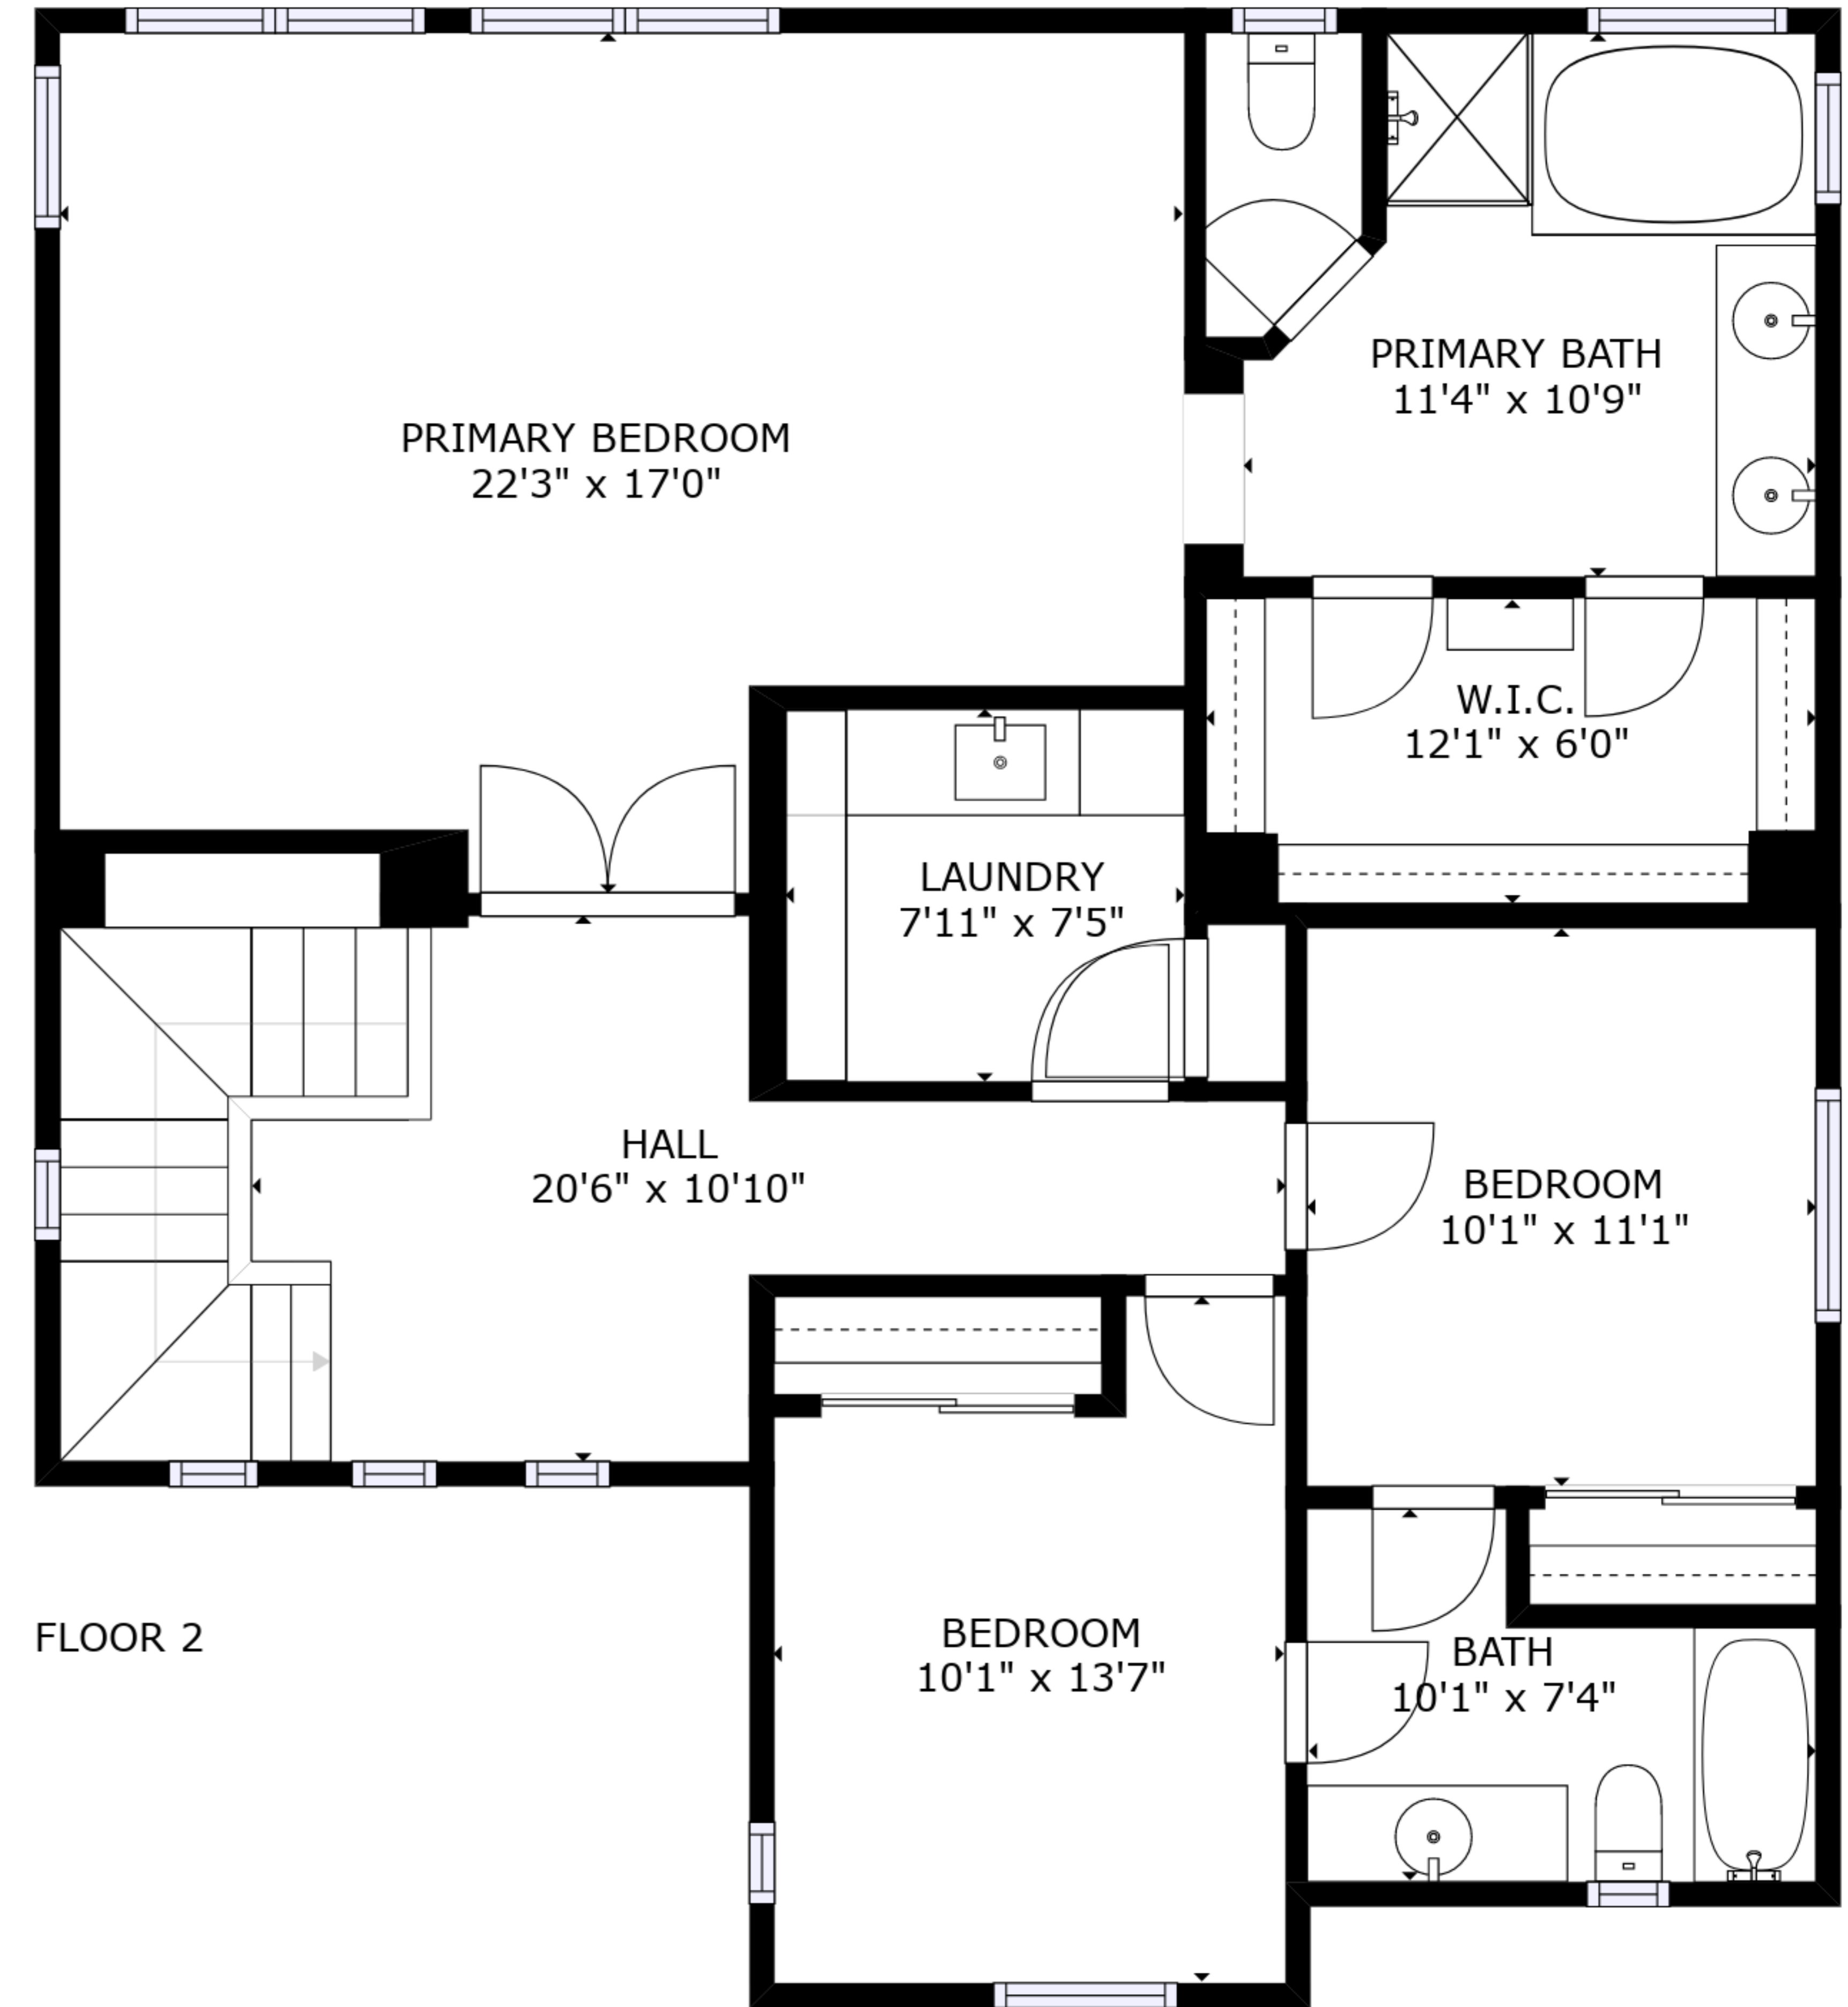 PRIMARY BEDROOM
22'3" x 17'0"
PRIMARY BATH
11'4" x 10'9"
W.I.C.
12'1" x 6'0"
LAUNDRY
7'11" x 7'5"
HALL
20'6" x 10'10"
BEDROOM
10'1" x 11'1"
BEDROOM
10'1" x 13'7"
BATH
10'1" x 7'4"
FLOOR 2